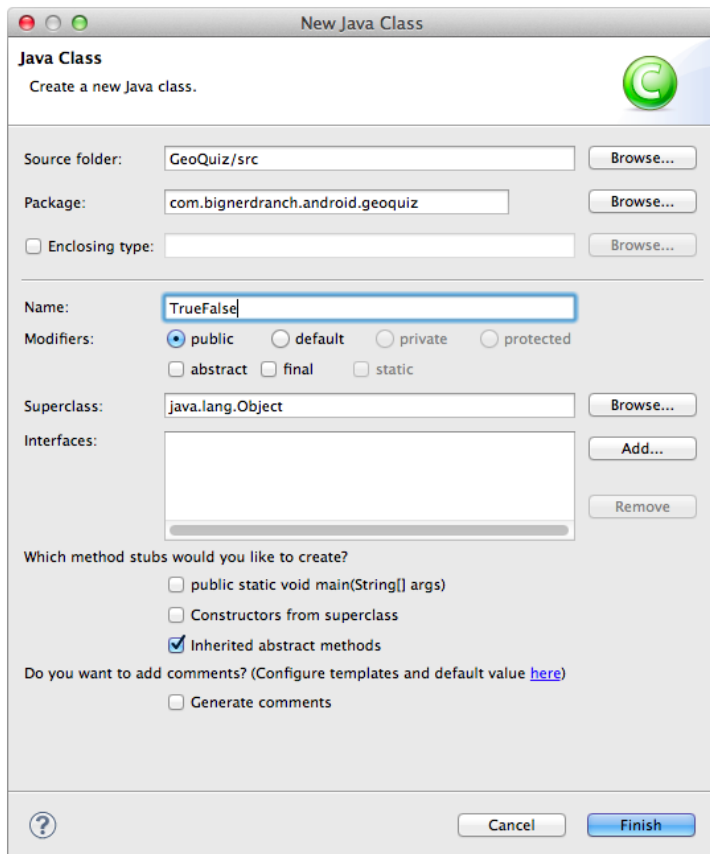 New Java Class
Java Class
Create a new Java class.
C
Source folder: GeoQuiz/src Browse...
Package: com.bignerdranch.android.geoquiz Browse...
Enclosing type: Browse...
Name: TrueFalse
Modifiers: public default private protected
abstract final static
Superclass: java.lang.Object Browse...
Interfaces: Add...
Remove
Which method stubs would you like to create?
public static void main(String[] args)
Constructors from superclass
Inherited abstract methods
Do you want to add comments? (Configure templates and default value here)
Generate comments
? Cancel Finish